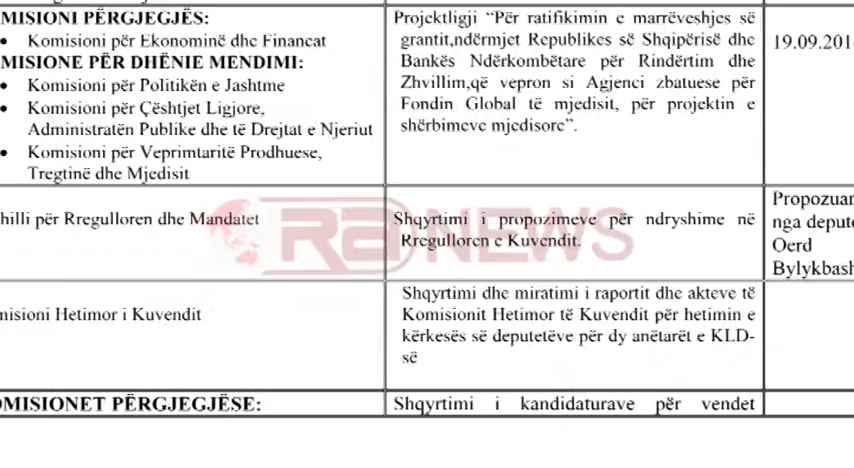 MISIONI PËRGJEGJËS:
• Komisioni për Ekonominë dhe Financat
MISIONE PËR DHËNIE MENDIMI:
• Komisioni për Politikën e Jashtme
• Komisioni për Çështjet Ligjore,
Administratën Publike dhe të Drejtat e Njeriut
• Komisioni për Veprimtaritë Prodhuese,
Tregtinë dhe Mjedisit
Projektligji “Për ratifikimin e marrëveshjes së
grantit,ndërmjet Republikës së Shqipërisë dhe
Bankës Ndërkombëtare për Rindërtim dhe
Zhvillim,që vepron si Agjenci zbatuese për
Fondin Global të mjedisit, për projektin e
shërbimeve mjedisore”.
19.09.201
hilli për Rregulloren dhe Mandatet
Shqyrtimi i propozimeve për ndryshime në
Rregulloren e Kuvendit.
Propozuar
nga depute
Oerd
Bylykbash
RA NEWS
misioni Hetimor i Kuvendit
Shqyrtimi dhe miratimi i raportit dhe akteve të
Komisionit Hetimor të Kuvendit për hetimin e
kërkesës së deputetëve për dy anëtarët e KLD-
së
OMISIONET PËRGJEGJËSE:
Shqyrtimi i kandidaturave për vendet